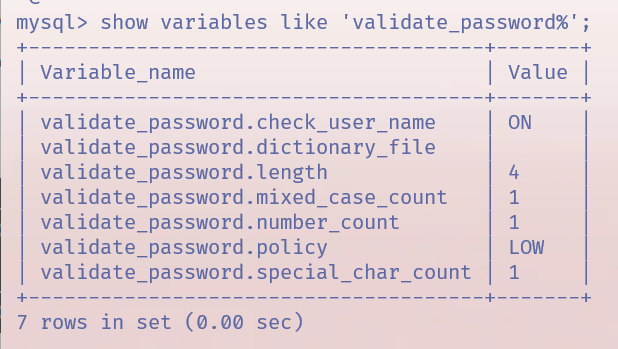 mysql> show variables like 'validate_password%';
+--------------------------------------+-------+
| Variable_name                        | Value |
+--------------------------------------+-------+
| validate_password.check_user_name    | ON    |
| validate_password.dictionary_file    |       |
| validate_password.length             | 4     |
| validate_password.mixed_case_count   | 1     |
| validate_password.number_count       | 1     |
| validate_password.policy             | LOW   |
| validate_password.special_char_count | 1     |
+--------------------------------------+-------+
7 rows in set (0.00 sec)